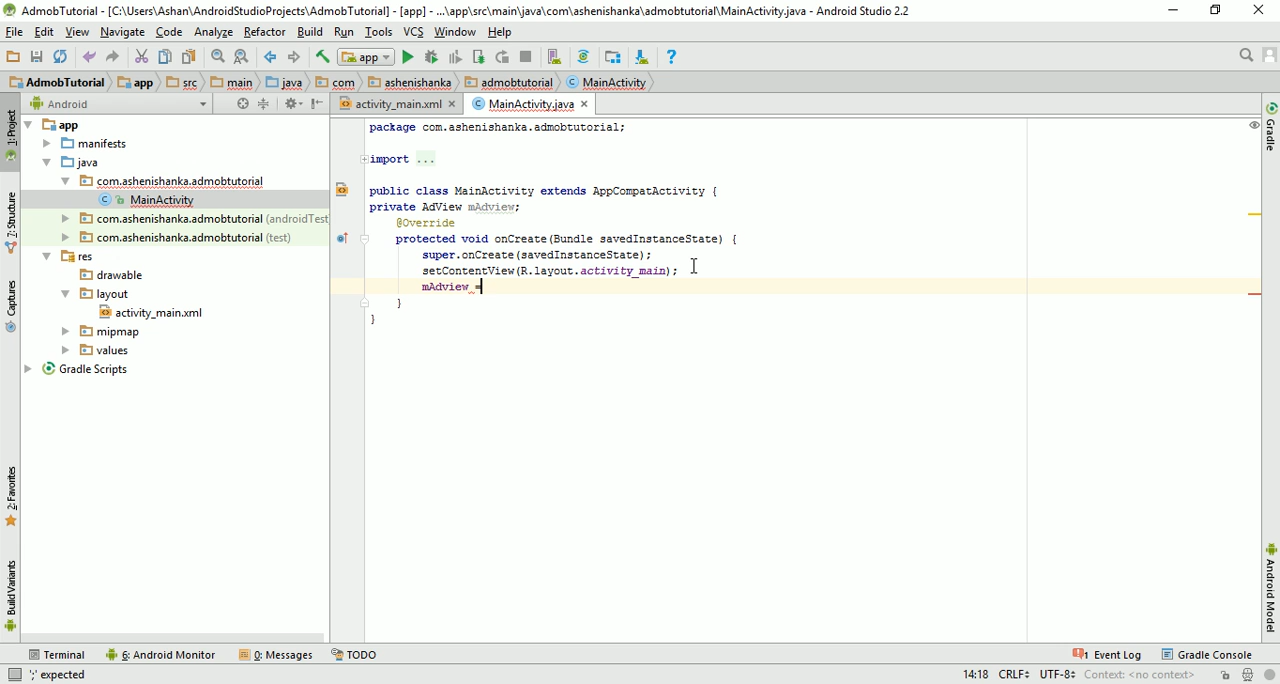 AdmobTutorial - [C:\Users\Ashan\AndroidStudioProjects\AdmobTutorial] - [app] - ...\app\src\main\java\com\ashenishanka\admobtutorial\MainActivity.java - Android Studio 2.2
File Edit View Navigate Code Analyze Refactor Build Run Tools VCS Window Help
app
AdmobTutorial app src main java com ashenishanka admobtutorial MainActivity
Android
activity_main.xml MainActivity.java
1: Project
7: Structure
Captures
2: Favorites
Build Variants
app
manifests
java
com.ashenishanka.admobtutorial
MainActivity
com.ashenishanka.admobtutorial (androidTest
com.ashenishanka.admobtutorial (test)
res
drawable
layout
activity_main.xml
mipmap
values
Gradle Scripts
package com.ashenishanka.admobtutorial;
import ...
public class MainActivity extends AppCompatActivity {
private AdView mAdview;
@Override
protected void onCreate(Bundle savedInstanceState) {
super.onCreate(savedInstanceState);
setContentView(R.layout.activity_main);
mAdview =
}
}
Gradle
Android Model
Terminal 6: Android Monitor 0: Messages TODO 1 Event Log Gradle Console
';' expected 14:18 CRLF UTF-8 Context: <no context>